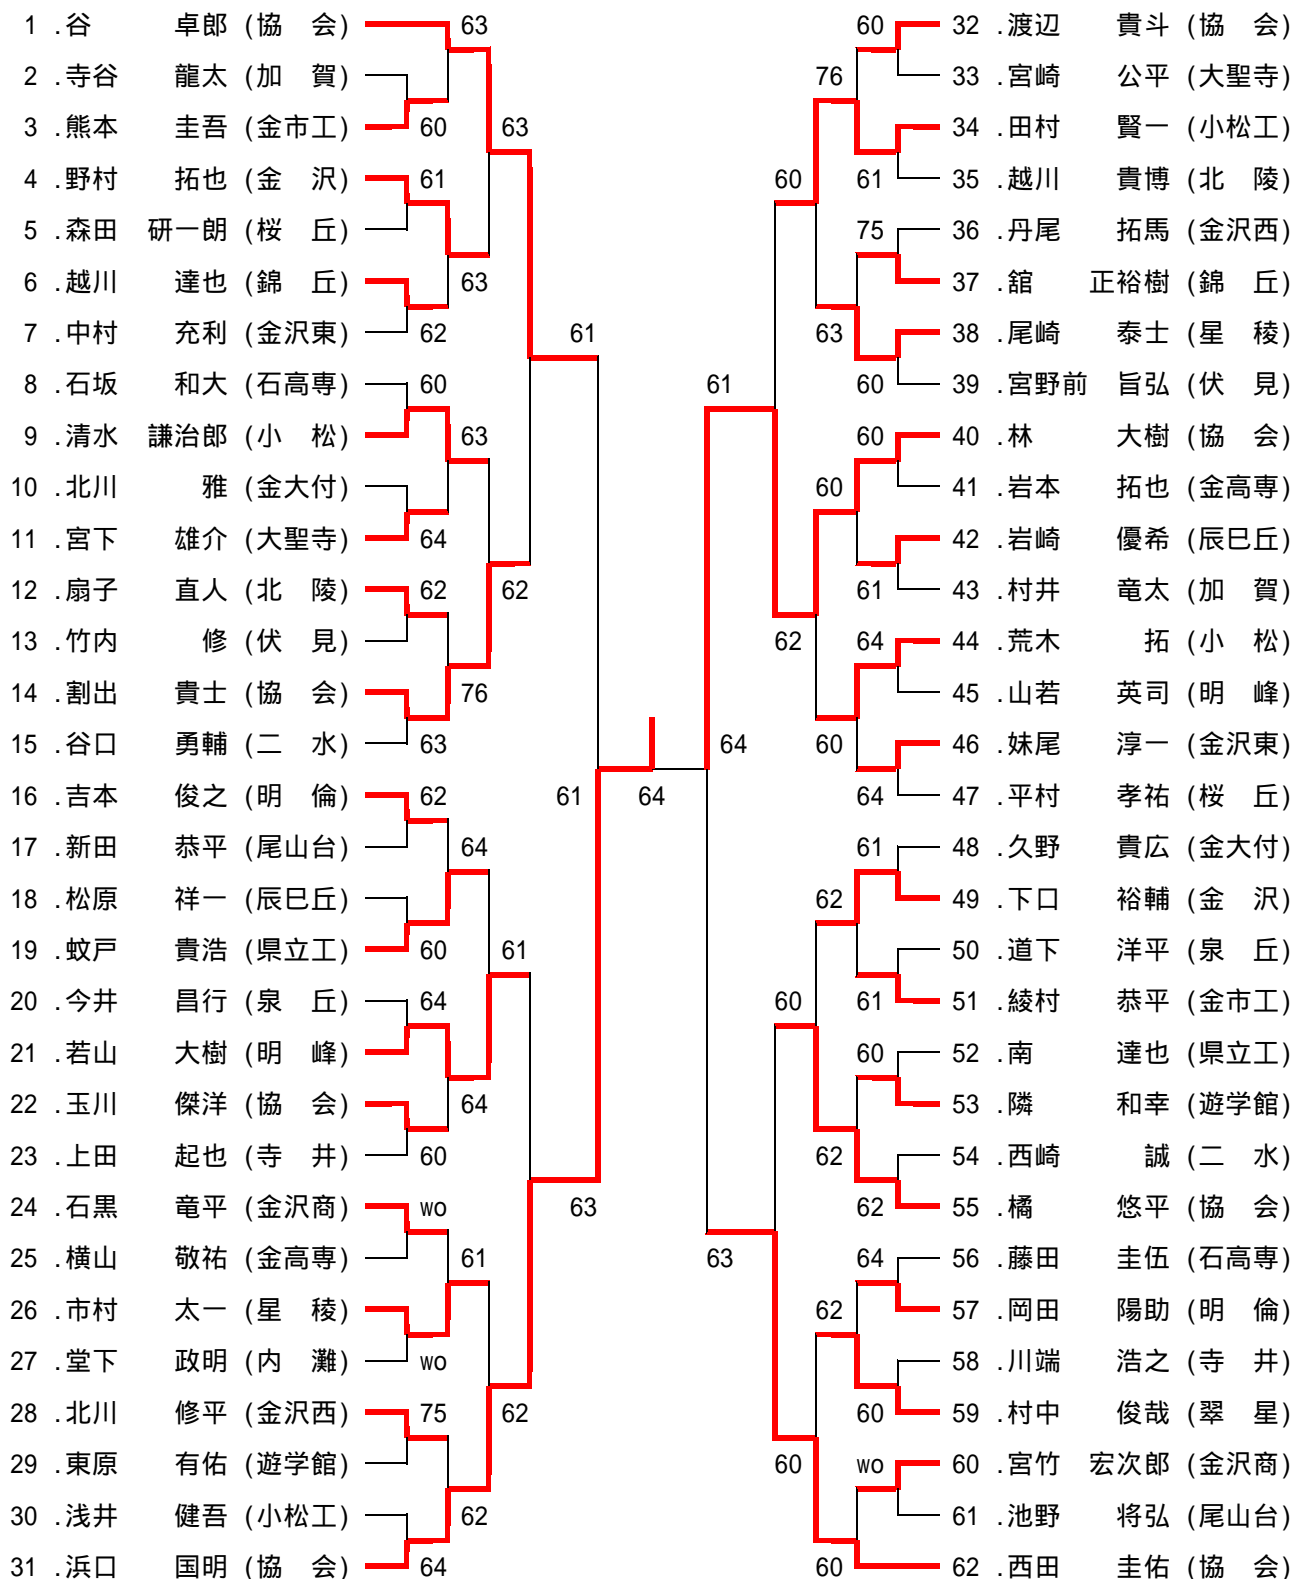 1 .谷 卓郎 (協 会)
2 .寺谷 龍太 (加 賀)
3 .熊本 圭吾 (金市工)
4 .野村 拓也 (金 沢)
5 .森田 研一朗 (桜 丘)
6 .越川 達也 (錦 丘)
7 .中村 充利 (金沢東)
8 .石坂 和大 (石高専)
9 .清水 謙治郎 (小 松)
10 .北川 雅 (金大付)
11 .宮下 雄介 (大聖寺)
12 .扇子 直人 (北 陵)
13 .竹内 修 (伏 見)
14 .割出 貴士 (協 会)
15 .谷口 勇輔 (二 水)
16 .吉本 俊之 (明 倫)
17 .新田 恭平 (尾山台)
18 .松原 祥一 (辰巳丘)
19 .蚊戸 貴浩 (県立工)
20 .今井 昌行 (泉 丘)
21 .若山 大樹 (明 峰)
22 .玉川 傑洋 (協 会)
23 .上田 起也 (寺 井)
24 .石黒 竜平 (金沢商)
25 .横山 敬祐 (金高専)
26 .市村 太一 (星 稜)
27 .堂下 政明 (内 灘)
28 .北川 修平 (金沢西)
29 .東原 有佑 (遊学館)
30 .浅井 健吾 (小松工)
31 .浜口 国明 (協 会)
63
60
61
63
62
60
63
64
62
76
63
62
64
60
64
64
60
wo
61
wo
75
62
64
63
62
61
62
61
63
61
64
61
64
63
60
62
60
60
60
76
61
75
63
60
60
60
61
64
60
64
61
62
61
60
62
62
64
62
60
wo
60
32 .渡辺 貴斗 (協 会)
33 .宮崎 公平 (大聖寺)
34 .田村 賢一 (小松工)
35 .越川 貴博 (北 陵)
36 .丹尾 拓馬 (金沢西)
37 .舘 正裕樹 (錦 丘)
38 .尾崎 泰士 (星 稜)
39 .宮野前 旨弘 (伏 見)
40 .林 大樹 (協 会)
41 .岩本 拓也 (金高専)
42 .岩崎 優希 (辰巳丘)
43 .村井 竜太 (加 賀)
44 .荒木 拓 (小 松)
45 .山若 英司 (明 峰)
46 .妹尾 淳一 (金沢東)
47 .平村 孝祐 (桜 丘)
48 .久野 貴広 (金大付)
49 .下口 裕輔 (金 沢)
50 .道下 洋平 (泉 丘)
51 .綾村 恭平 (金市工)
52 .南 達也 (県立工)
53 .隣 和幸 (遊学館)
54 .西崎 誠 (二 水)
55 .橘 悠平 (協 会)
56 .藤田 圭伍 (石高専)
57 .岡田 陽助 (明 倫)
58 .川端 浩之 (寺 井)
59 .村中 俊哉 (翠 星)
60 .宮竹 宏次郎 (金沢商)
61 .池野 将弘 (尾山台)
62 .西田 圭佑 (協 会)